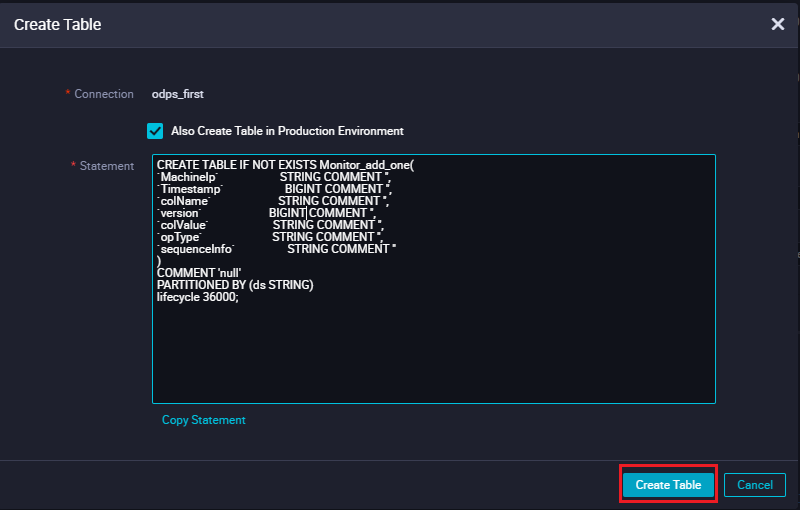 Create Table
* Connection odps_first
Also Create Table in Production Environment
* Statement
CREATE TABLE IF NOT EXISTS Monitor_add_one(
`MachineIp` STRING COMMENT '',
`Timestamp` BIGINT COMMENT '',
`colName` STRING COMMENT '',
`version` BIGINT COMMENT '',
`colValue` STRING COMMENT '',
`opType` STRING COMMENT '',
`sequenceInfo` STRING COMMENT ''
)
COMMENT 'null'
PARTITIONED BY (ds STRING)
lifecycle 36000;
Copy Statement
Create Table Cancel